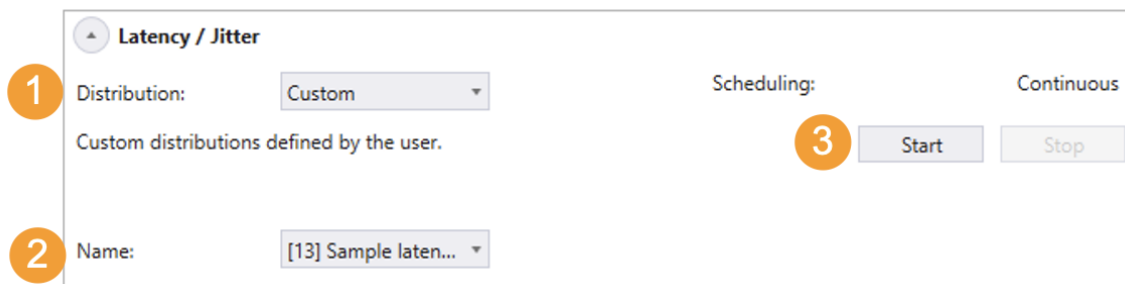 Latency / Jitter
1 Distribution: Custom Scheduling: Continuous
Custom distributions defined by the user. 3 Start Stop
2 Name: [13] Sample laten...